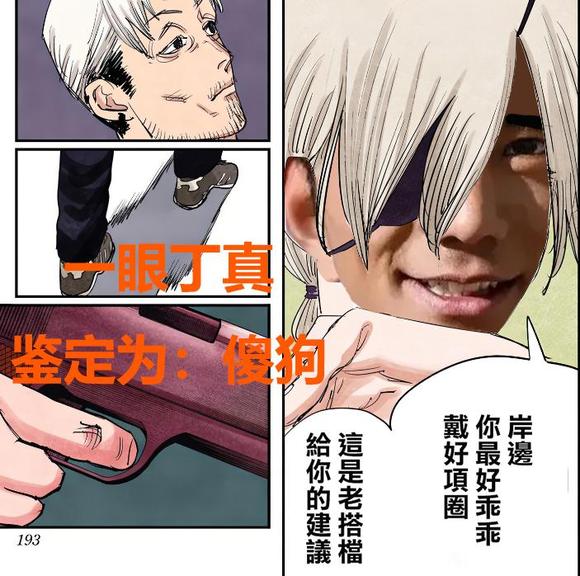 一眼丁真
鉴定为：傻狗
岸邊
你最好乖乖
戴好項圈
這是老搭檔
給你的建議
193